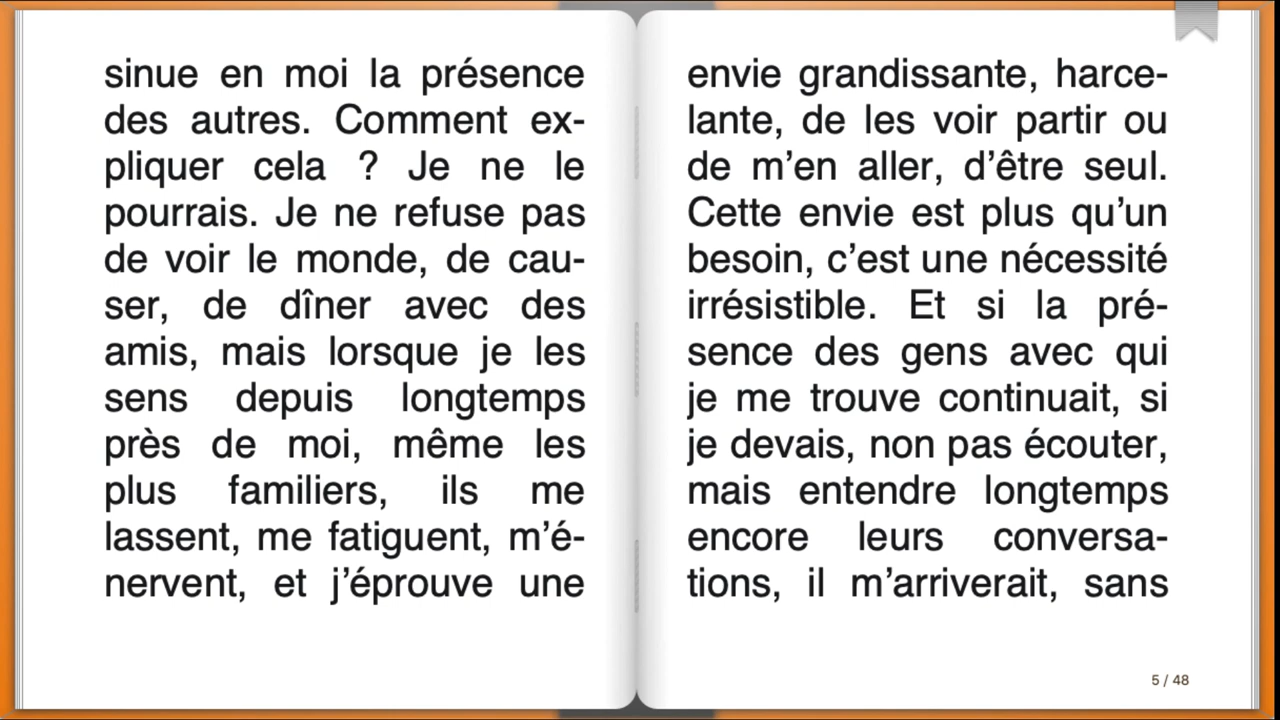 sinue en moi la présence
des autres. Comment ex-
pliquer cela ? Je ne le
pourrais. Je ne refuse pas
de voir le monde, de cau-
ser, de dîner avec des
amis, mais lorsque je les
sens depuis longtemps
près de moi, même les
plus familiers, ils me
lassent, me fatiguent, m’é-
nervent, et j’éprouve une
envie grandissante, harce-
lante, de les voir partir ou
de m’en aller, d’être seul.
Cette envie est plus qu’un
besoin, c’est une nécessité
irrésistible. Et si la pré-
sence des gens avec qui
je me trouve continuait, si
je devais, non pas écouter,
mais entendre longtemps
encore leurs conversa-
tions, il m’arriverait, sans
5 / 48